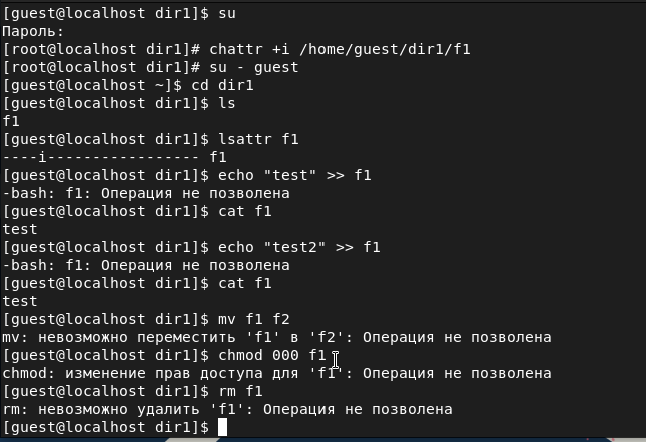 [guest@localhost dir1]$ su
Пароль:
[root@localhost dir1]# chattr +i /home/guest/dir1/f1
[root@localhost dir1]# su - guest
[guest@localhost ~]$ cd dir1
[guest@localhost dir1]$ ls
f1
[guest@localhost dir1]$ lsattr f1
----i----------------- f1
[guest@localhost dir1]$ echo "test" >> f1
-bash: f1: Операция не позволена
[guest@localhost dir1]$ cat f1
test
[guest@localhost dir1]$ echo "test2" >> f1
-bash: f1: Операция не позволена
[guest@localhost dir1]$ cat f1
test
[guest@localhost dir1]$ mv f1 f2
mv: невозможно переместить 'f1' в 'f2': Операция не позволена
[guest@localhost dir1]$ chmod 000 f1
chmod: изменение прав доступа для 'f1': Операция не позволена
[guest@localhost dir1]$ rm f1
rm: невозможно удалить 'f1': Операция не позволена
[guest@localhost dir1]$